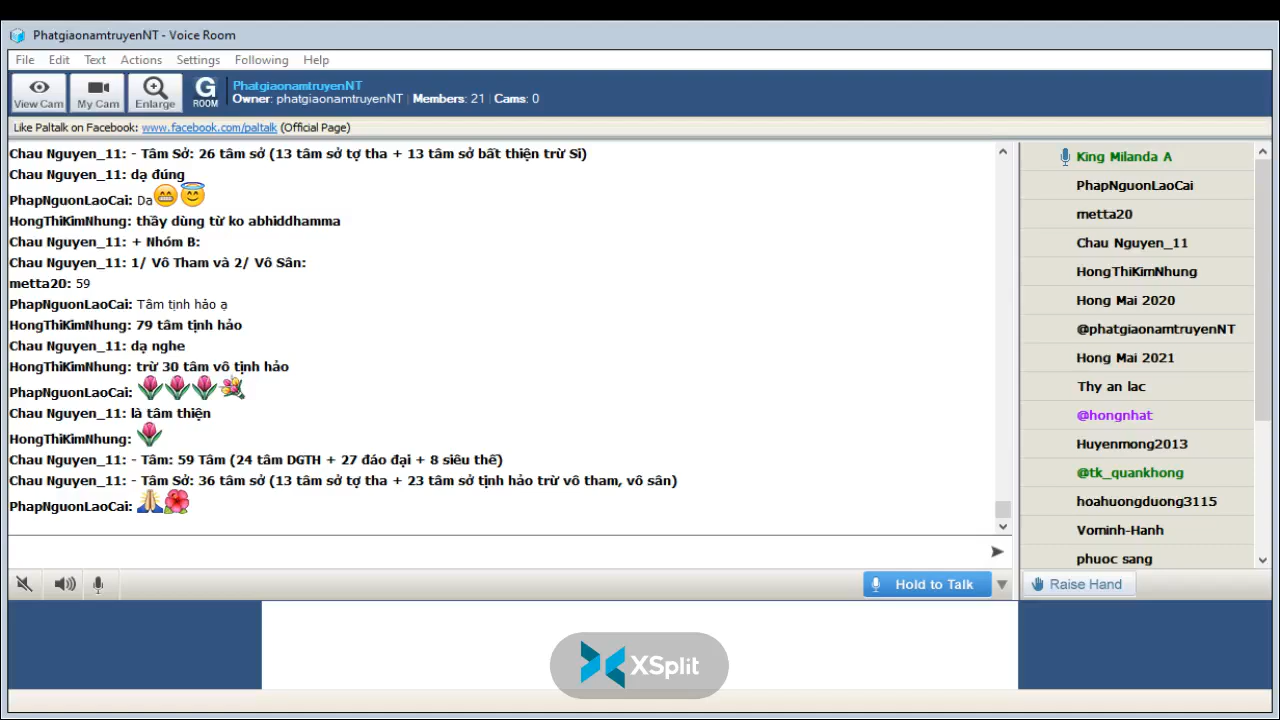 PhatgiaonamtruyenNT - Voice Room
File Edit Text Actions Settings Following Help
View Cam My Cam Enlarge G ROOM
PhatgiaonamtruyenNT
Owner: phatgiaonamtruyenNT | Members: 21 | Cams: 0
Like Paltalk on Facebook: www.facebook.com/paltalk (Official Page)
Chau Nguyen_11: - Tâm Sở: 26 tâm sở (13 tâm sở tợ tha + 13 tâm sở bất thiện trừ Si)
Chau Nguyen_11: dạ đúng
PhapNguonLaoCai: Da
HongThiKimNhung: thầy dùng từ ko abhiddhamma
Chau Nguyen_11: + Nhóm B:
Chau Nguyen_11: 1/ Vô Tham và 2/ Vô Sân:
metta20: 59
PhapNguonLaoCai: Tâm tịnh hảo ạ
HongThiKimNhung: 79 tâm tịnh hảo
Chau Nguyen_11: dạ nghe
HongThiKimNhung: trừ 30 tâm vô tịnh hảo
PhapNguonLaoCai:
Chau Nguyen_11: là tâm thiện
HongThiKimNhung:
Chau Nguyen_11: - Tâm: 59 Tâm (24 tâm DGTH + 27 đáo đại + 8 siêu thế)
Chau Nguyen_11: - Tâm Sở: 36 tâm sở (13 tâm sở tợ tha + 23 tâm sở tịnh hảo trừ vô tham, vô sân)
PhapNguonLaoCai:
King Milanda A
PhapNguonLaoCai
metta20
Chau Nguyen_11
HongThiKimNhung
Hong Mai 2020
@phatgiaonamtruyenNT
Hong Mai 2021
Thy an lac
@hongnhat
Huyenmong2013
@tk_quankhong
hoahuongduong3115
Vominh-Hanh
phuoc sang
Hold to Talk
Raise Hand
XSplit